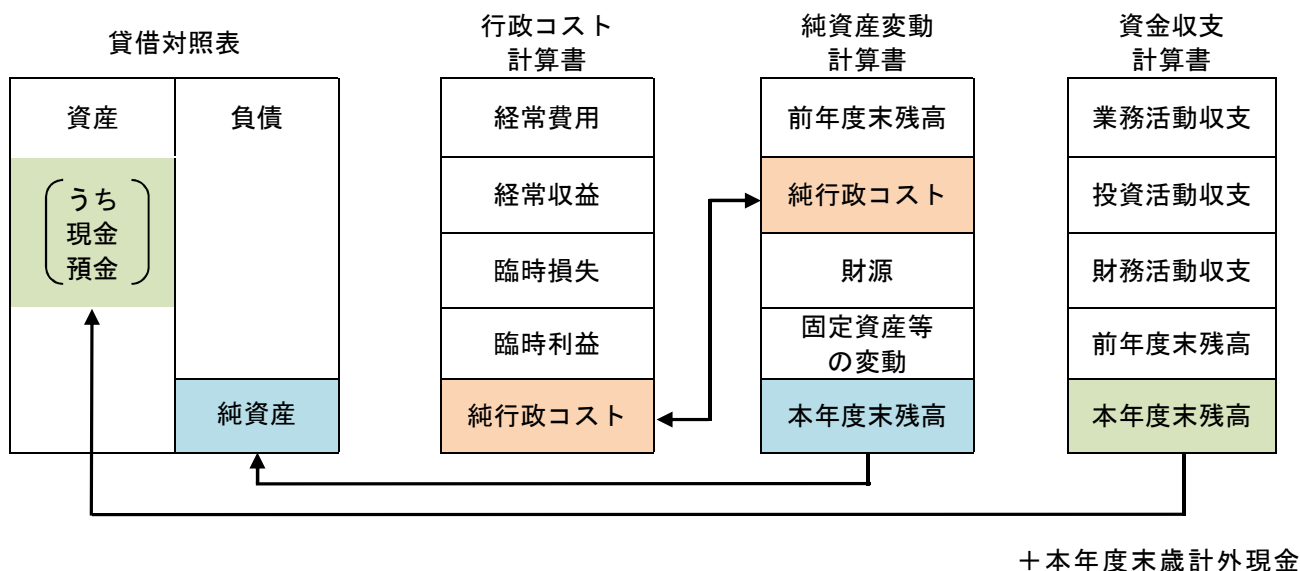 貸借対照表
資産
負債
うち
現金
預金
純資産
行政コスト
計算書
経常費用
経常収益
臨時損失
臨時利益
純行政コスト
純資産変動
計算書
前年度末残高
純行政コスト
財源
固定資産等
の変動
本年度末残高
資金収支
計算書
業務活動収支
投資活動収支
財務活動収支
前年度末残高
本年度末残高
＋本年度末歳計外現金